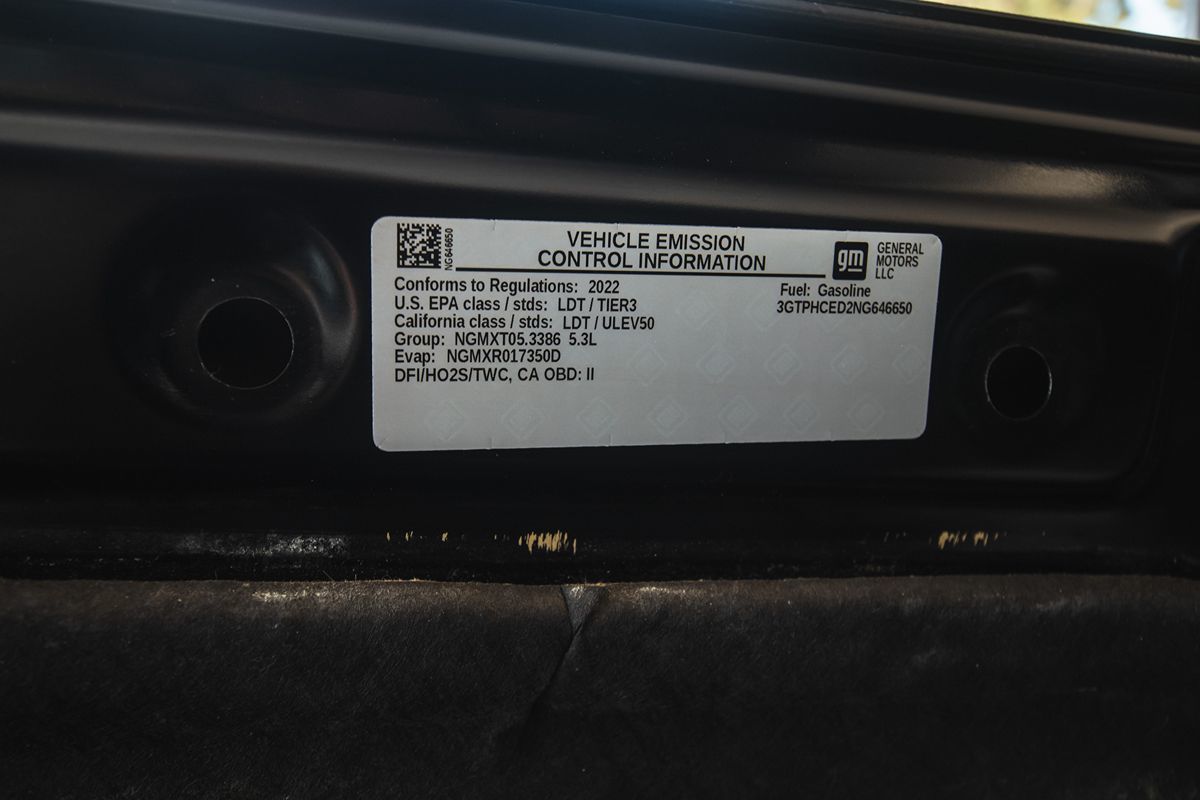 NG646650
VEHICLE EMISSION
CONTROL INFORMATION
gm
GENERAL
MOTORS
LLC
Conforms to Regulations: 2022
Fuel: Gasoline
U.S. EPA class / stds: LDT / TIER3
3GTPHCED2NG646650
California class / stds: LDT / ULEV50
Group: NGMXT05.3386 5.3L
Evap: NGMXR017350D
DFI/HO2S/TWC, CA OBD: II